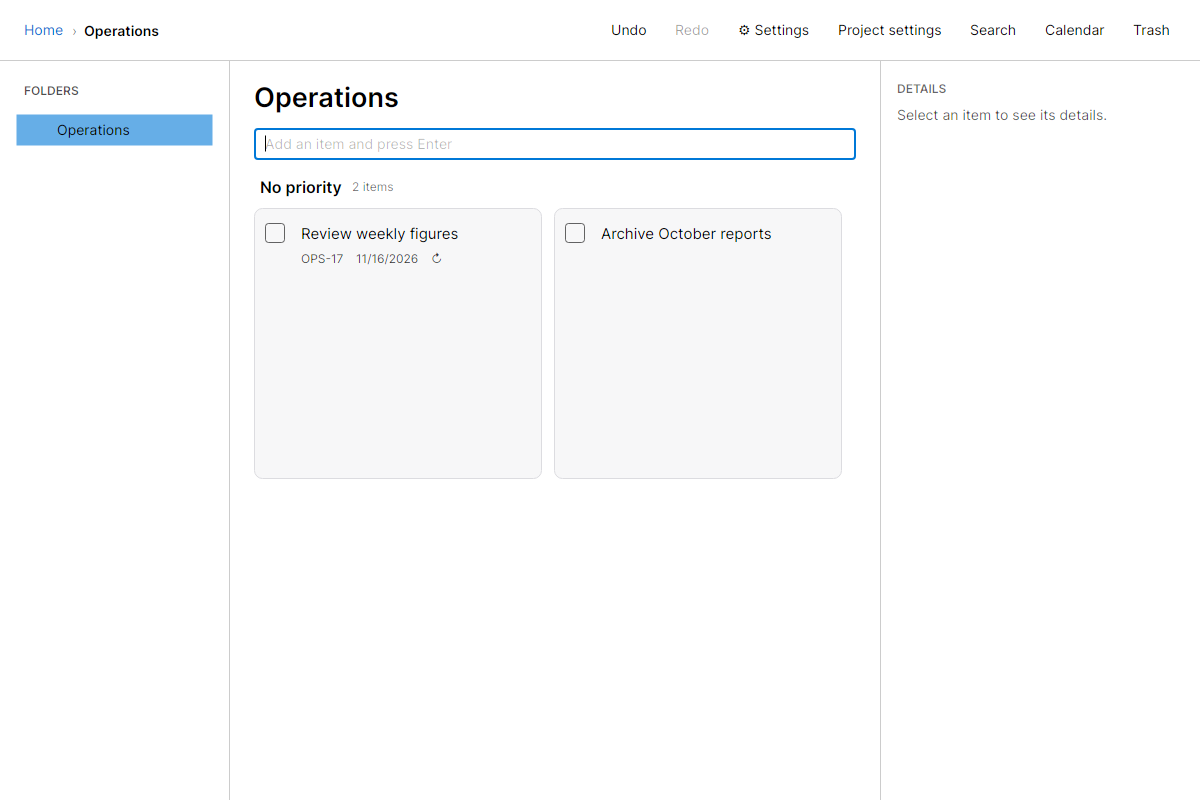 Home › Operations
Undo Redo ⚙ Settings Project settings Search Calendar Trash
FOLDERS
Operations
Operations
Add an item and press Enter
No priority 2 items
Review weekly figures
OPS-17 11/16/2026 ↻
Archive October reports
DETAILS
Select an item to see its details.